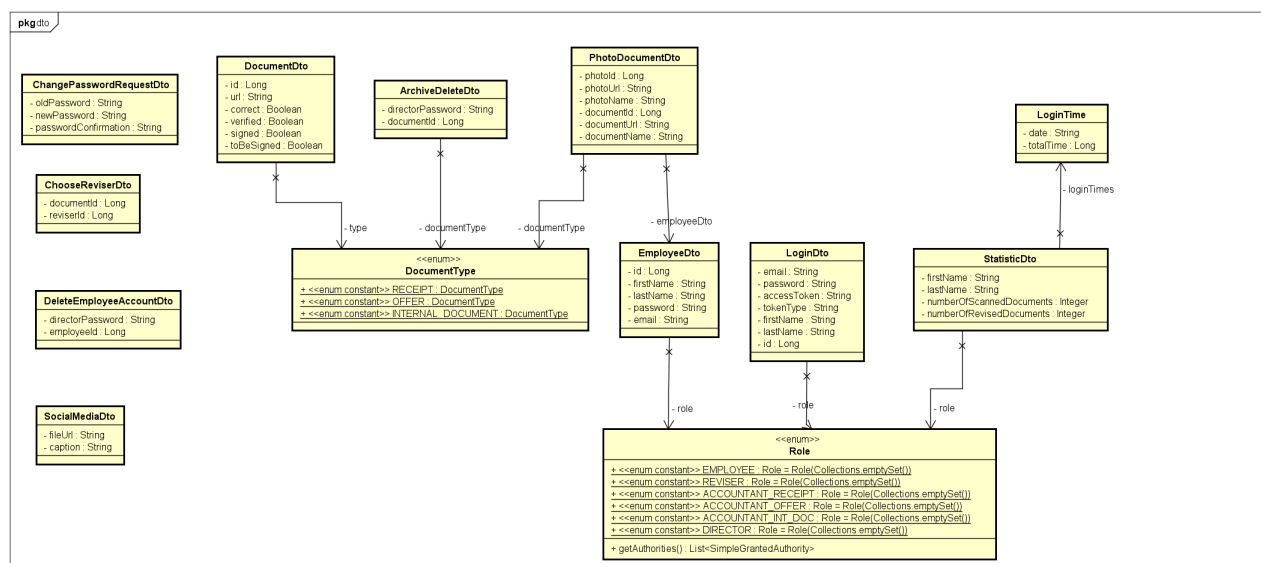 pkg dto
ChangePasswordRequestDto
- oldPassword : String
- newPassword : String
- passwordConfirmation : String
DocumentDto
- id : Long
- url : String
- correct : Boolean
- verified : Boolean
- signed : Boolean
- toBeSigned : Boolean
ArchiveDeleteDto
- directorPassword : String
- documentId : Long
PhotoDocumentDto
- photoId : Long
- photoUrl : String
- photoName : String
- documentId : Long
- documentUrl : String
- documentName : String
LoginTime
- date : String
- totalTime : Long
ChooseReviserDto
- documentId : Long
- reviserId : Long
- loginTimes
- type
- documentType
- documentType
- employeeDto
<<enum>>
DocumentType
+ <<enum constant>> RECEIPT : DocumentType
+ <<enum constant>> OFFER : DocumentType
+ <<enum constant>> INTERNAL_DOCUMENT : DocumentType
EmployeeDto
- id : Long
- firstName : String
- lastName : String
- password : String
- email : String
LoginDto
- email : String
- password : String
- accessToken : String
- tokenType : String
- firstName : String
- lastName : String
- id : Long
StatisticDto
- firstName : String
- lastName : String
- numberOfScannedDocuments : Integer
- numberOfRevisedDocuments : Integer
DeleteEmployeeAccountDto
- directorPassword : String
- employeeId : Long
- role
- role
- role
SocialMediaDto
- fileUrl : String
- caption : String
<<enum>>
Role
+ <<enum constant>> EMPLOYEE : Role = Role(Collections.emptySet())
+ <<enum constant>> REVISER : Role = Role(Collections.emptySet())
+ <<enum constant>> ACCOUNTANT_RECEIPT : Role = Role(Collections.emptySet())
+ <<enum constant>> ACCOUNTANT_OFFER : Role = Role(Collections.emptySet())
+ <<enum constant>> ACCOUNTANT_INT_DOC : Role = Role(Collections.emptySet())
+ <<enum constant>> DIRECTOR : Role = Role(Collections.emptySet())
+ getAuthorities() : List<SimpleGrantedAuthority>